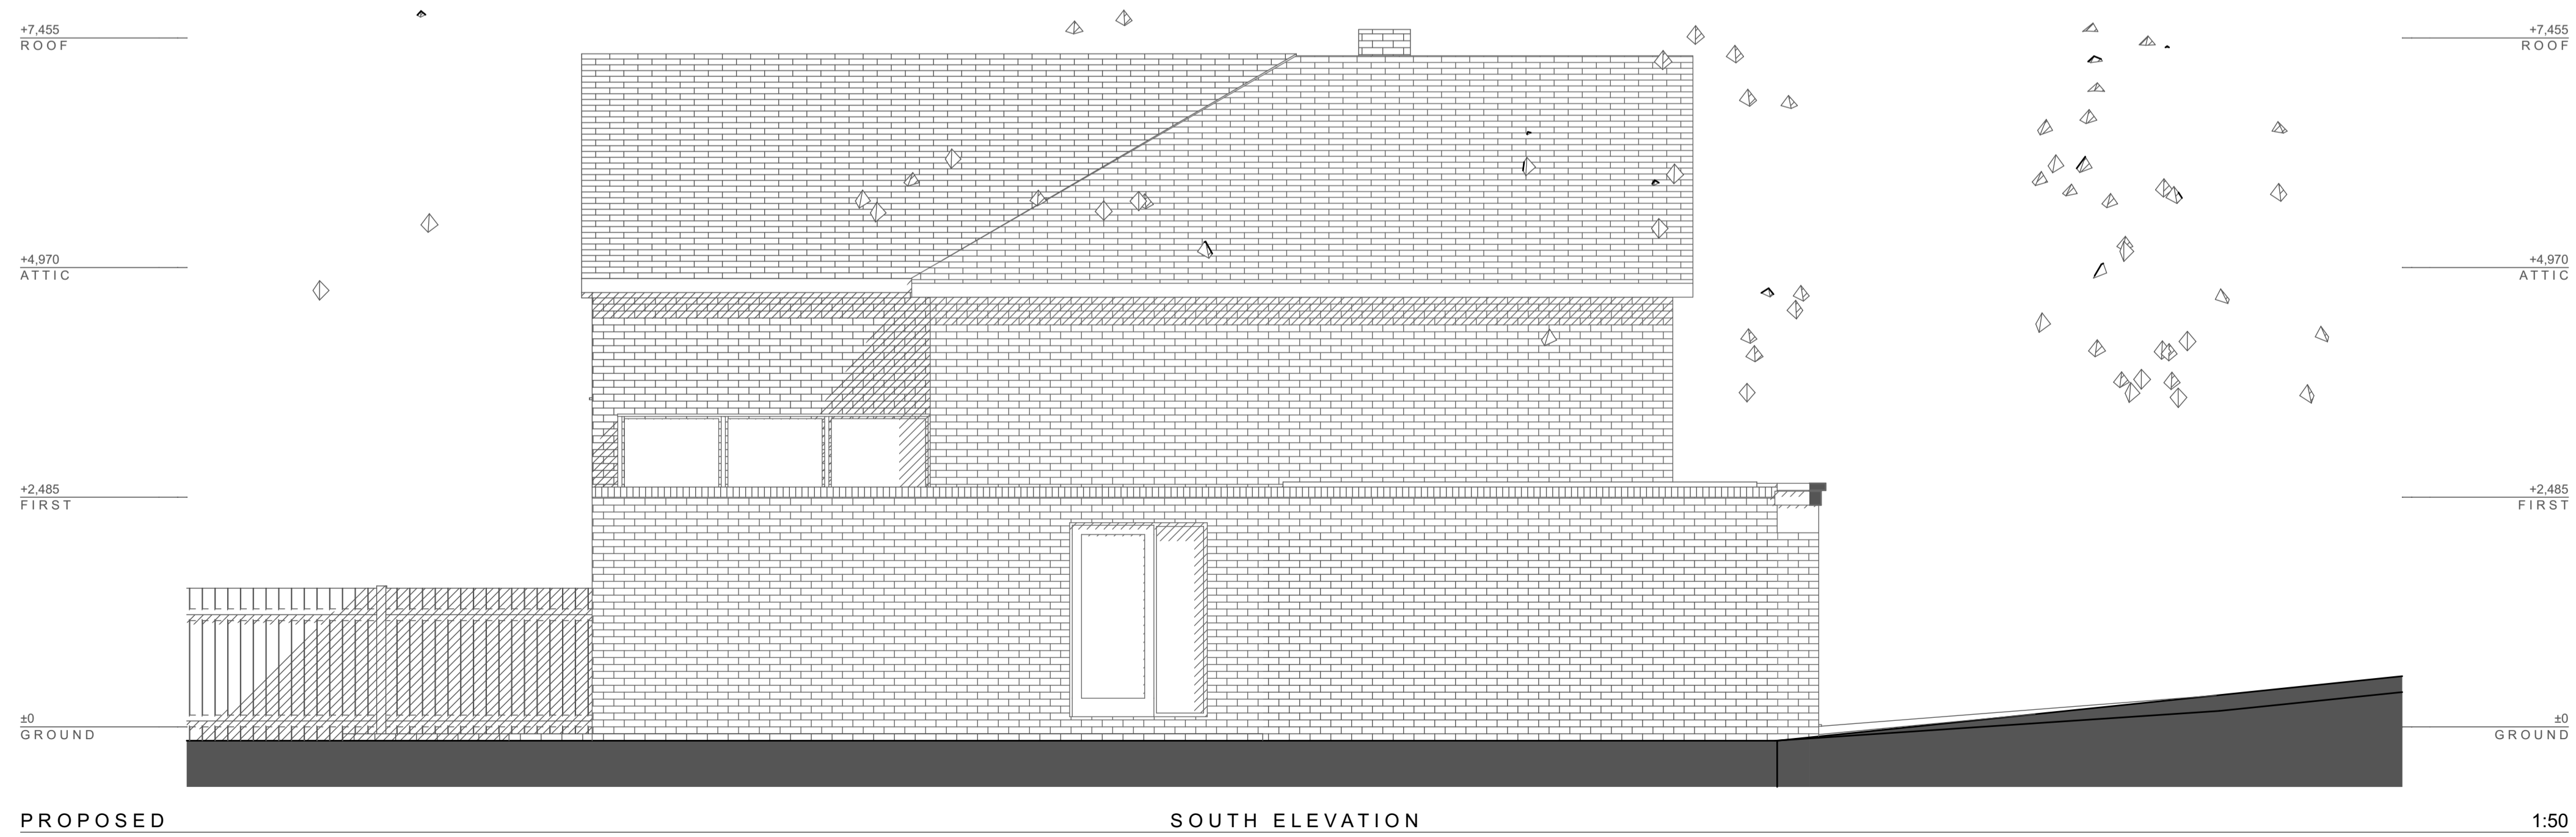 +7,455
ROOF
+7,455
ROOF
+4,970
ATTIC
+4,970
ATTIC
+2,485
FIRST
+2,485
FIRST
±0
GROUND
±0
GROUND
PROPOSED
SOUTH ELEVATION
1:50